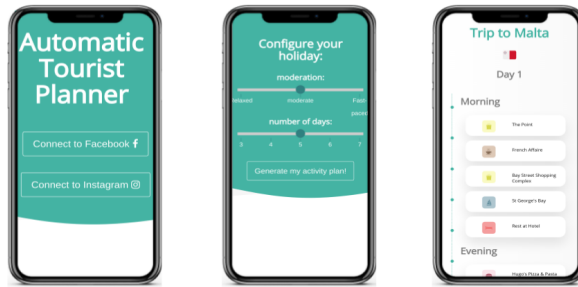 Automatic
Tourist
Planner
Connect to Facebook
Connect to Instagram
Configure your
holiday:
moderation:
Relaxed moderate Fast-
paced
number of days:
3 4 5 6 7
Generate my activity plan!
Trip to Malta
Day 1
Morning
The Point
French Affaire
Bay Street Shopping
Complex
St George's Bay
Rest at Hotel
Evening
Hugo's Pizza & Pasta